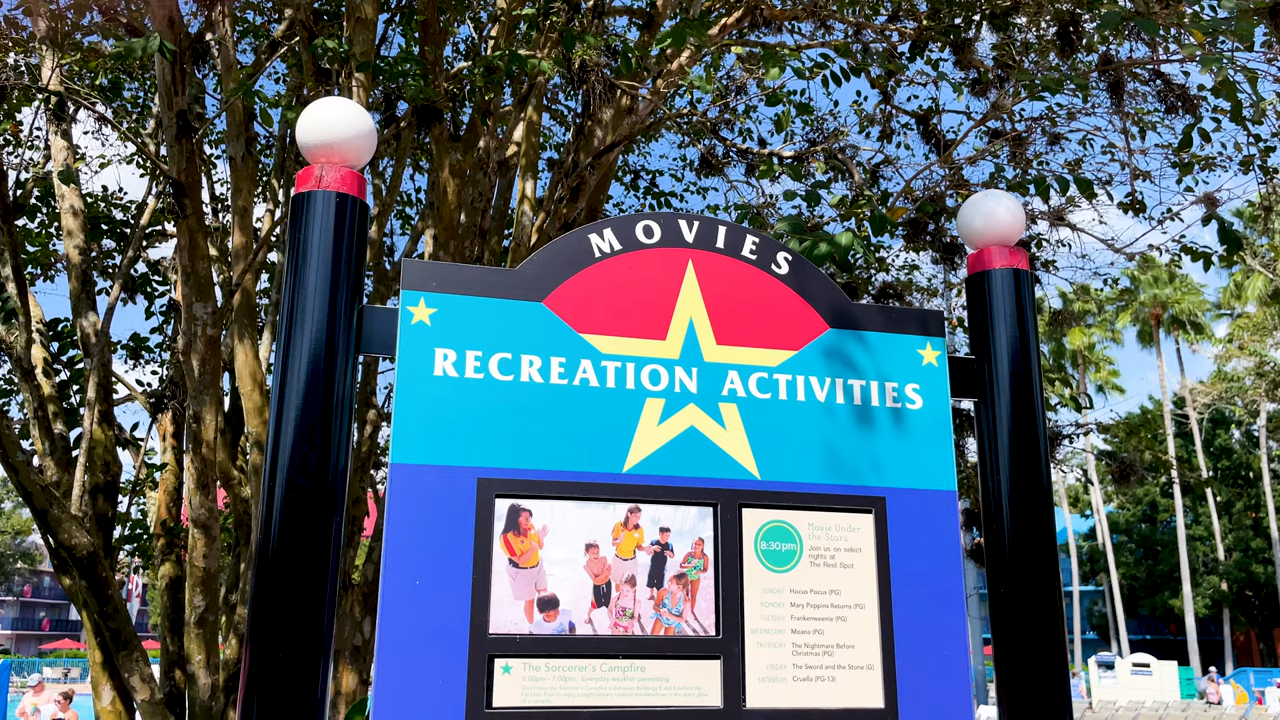 MOVIES
RECREATION ACTIVITIES
8:30pm
Movie Under
the Stars
Join us on select
nights at
The Reel Spot
SUNDAY Hocus Pocus (PG)
MONDAY Mary Poppins Returns (PG)
TUESDAY Frankenweenie (PG)
WEDNESDAY Moana (PG)
THURSDAY The Nightmare Before
Christmas (PG)
FRIDAY The Sword and the Stone (G)
SATURDAY Cruella (PG-13)
The Sorcerer's Campfire
6:00pm - 7:00pm Everyday weather permitting